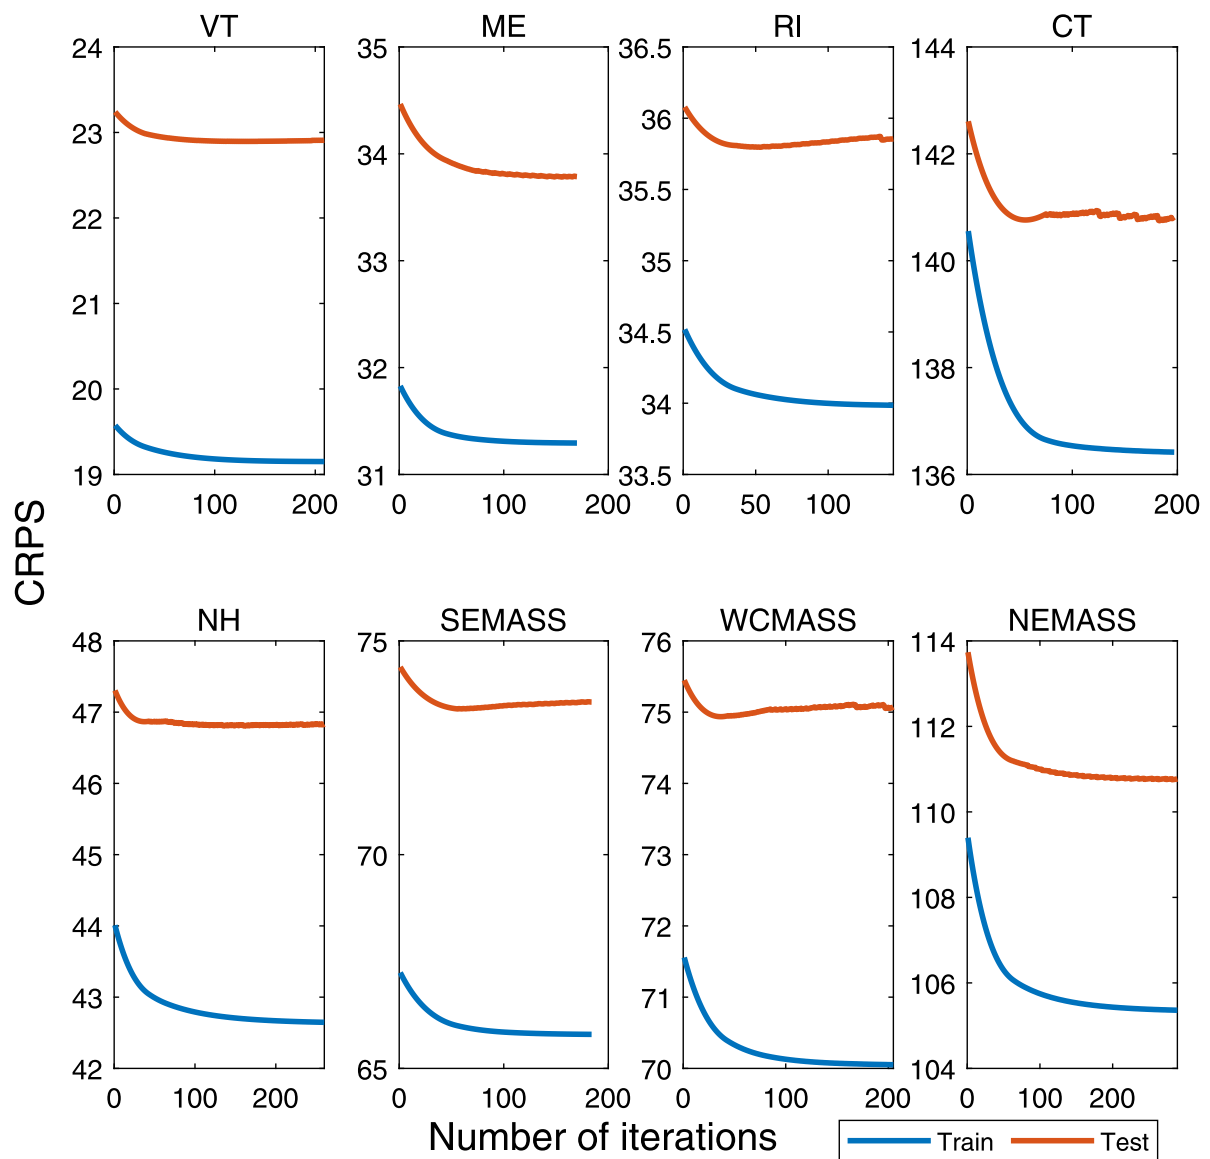 VT ME RI CT
24 35 36.5 144
23 34 36 142
22 33 35.5 140
21 32 35 138
20 31 34.5 136
19 34
33.5
0 100 200 0 100 200 0 50 100 0 100 200
CRPS
NH SEMASS WCMASS NEMASS
48 75 76 114
47 70 75 112
46 65 74 110
45 73 108
44 72 106
43 71 104
42 70
0 100 200 0 100 200 0 100 200 0 100 200
Number of iterations
Train Test